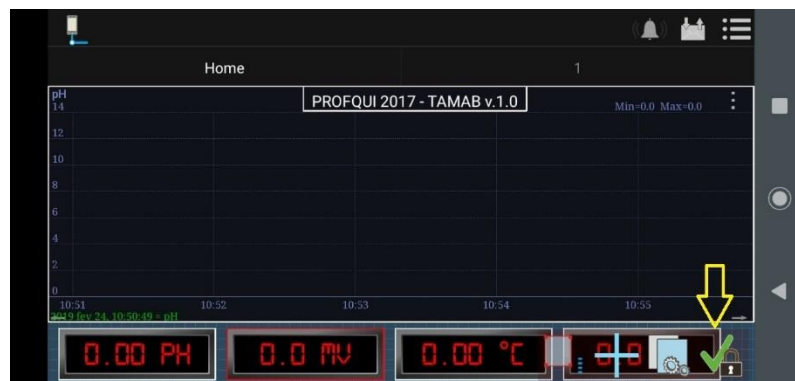 Home
1
pH
14
PROFQUI 2017 - TAMAB v.1.0
Min=0.0 Max=0.0
12
10
8
6
4
2
0
10:51
10:52
10:53
10:54
10:55
2019 fev 24, 10:50:49 = pH
0.00 PH
0.0 MV
0.00 °C